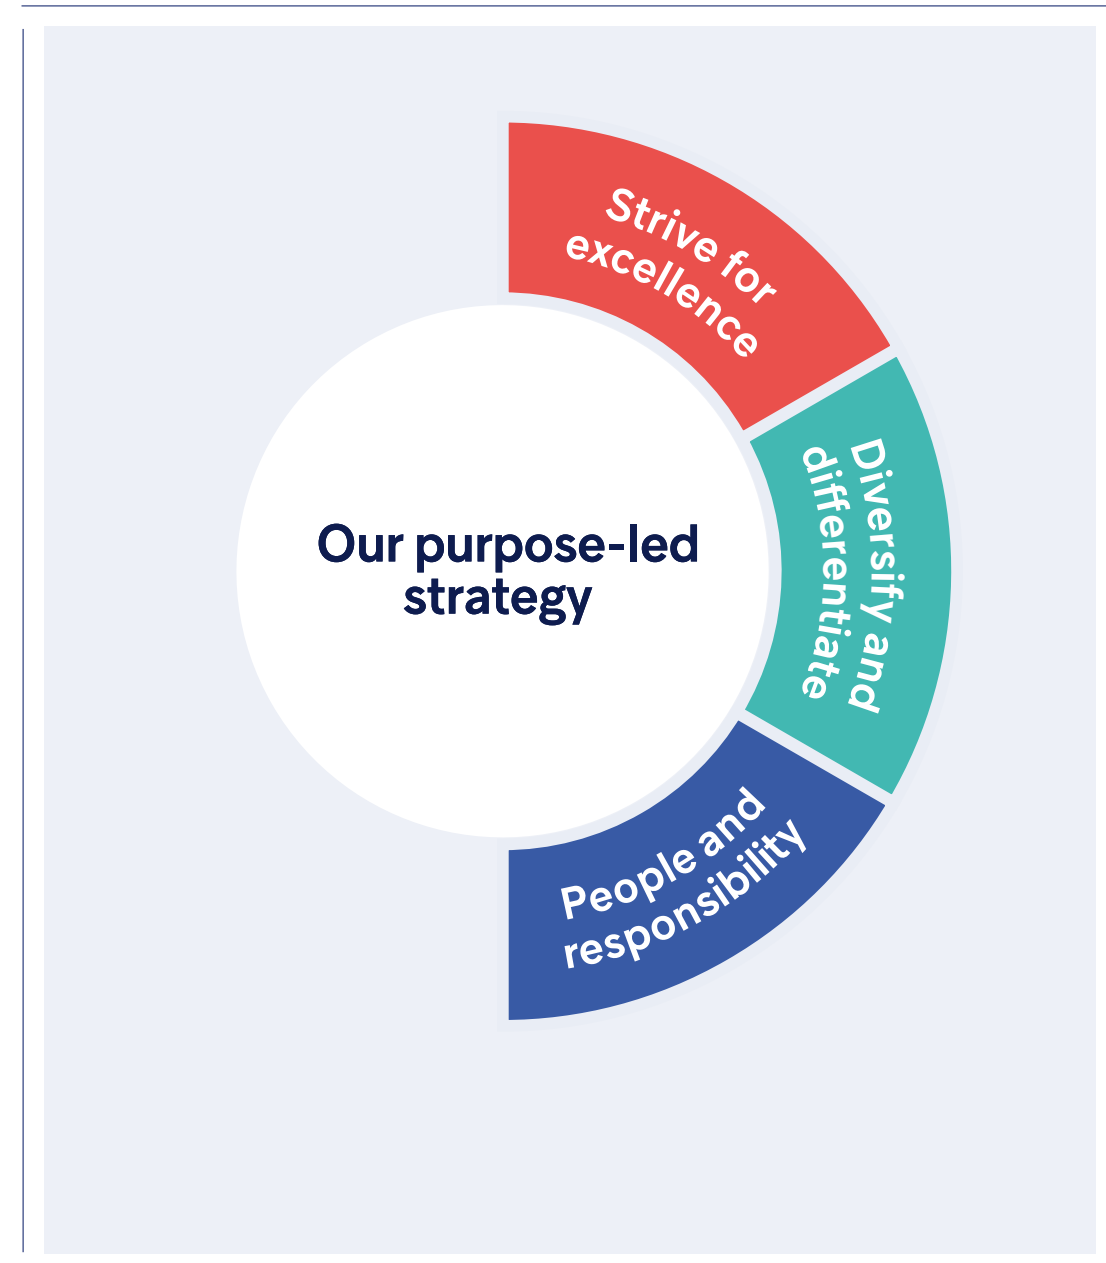 Strive for
excellence
Our purpose-led
strategy
Diversify and
differentiate
People and
responsibility